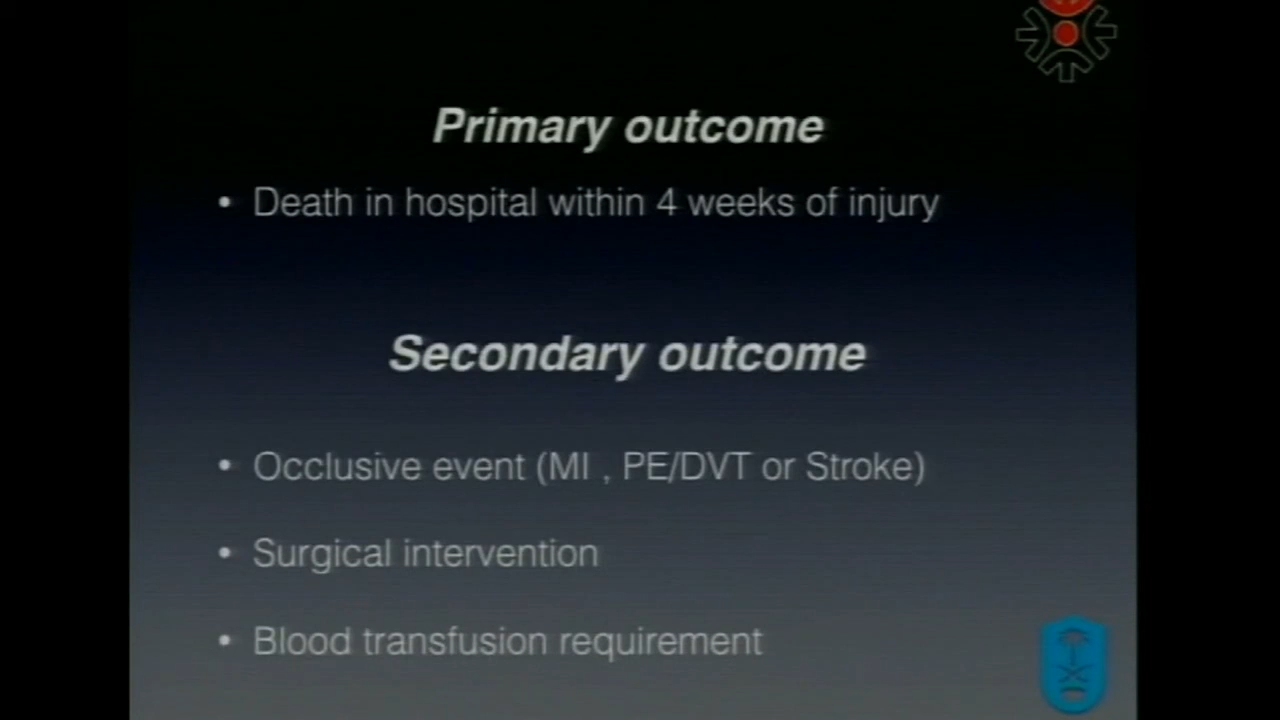 Primary outcome
• Death in hospital within 4 weeks of injury
Secondary outcome
• Occlusive event (MI , PE/DVT or Stroke)
• Surgical intervention
• Blood transfusion requirement